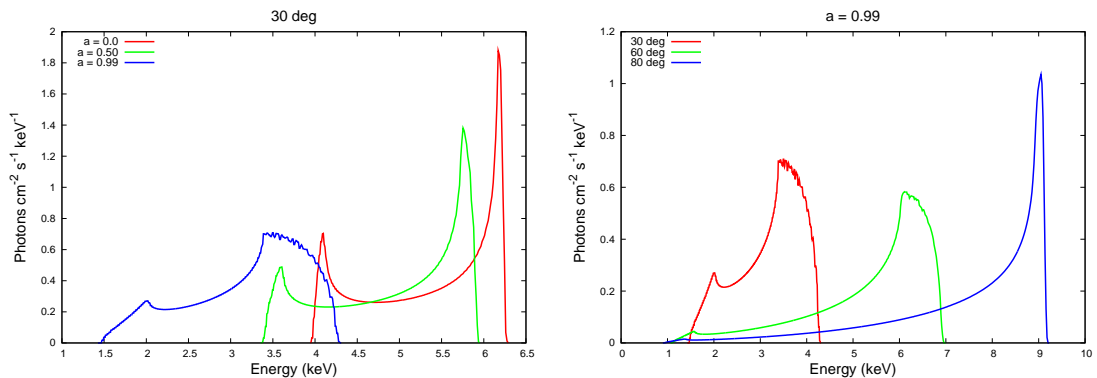 30 deg
a = 0.0
a = 0.50
a = 0.99
Photons cm-2 s-1 keV-1
0
0.2
0.4
0.6
0.8
1
1.2
1.4
1.6
1.8
2
1 1.5 2 2.5 3 3.5 4 4.5 5 5.5 6 6.5
Energy (keV)
a = 0.99
30 deg
60 deg
80 deg
Photons cm-2 s-1 keV-1
0
0.2
0.4
0.6
0.8
1
1.2
0 1 2 3 4 5 6 7 8 9 10
Energy (keV)